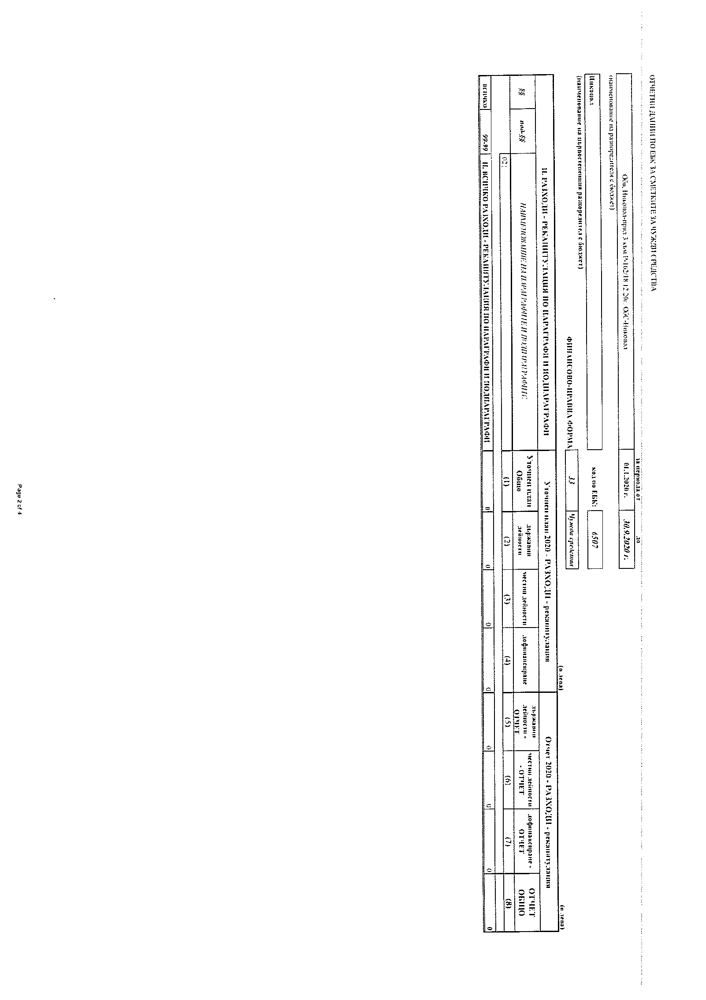 ОТЧЕТНИ ДАННИ ПО ЕБК ЗА СМЕТКИТЕ ЗА ЧУЖДИ СРЕДСТВА
за периода от
до
Общ. Никопол-прил.3 към Р-162/18.12.20г. ОбС-Никопол
01.1.2020 г.
30.9.2020 г.
(наименование на разпоредителя с бюджет)
Никопол
код по ЕБК:
6507
(наименование на първостепенния разпоредител с бюджет)
ФИНАНСОВО-ПРАВНА ФОРМА
33
Чужди средства
(в лева)
(в лева)
II. РАЗХОДИ - РЕКАПИТУЛАЦИЯ ПО ПАРАГРАФИ И ПОДПАРАГРАФИ
Уточнен план 2020 - РАЗХОДИ - рекапитулация
Отчет 2020 - РАЗХОДИ - рекапитулация
§§
под-§§
НАИМЕНОВАНИЕ НА ПАРАГРАФИТЕ И ПОДПАРАГРАФИТЕ
Уточнен план
Общо
държавни
дейности
местни дейности
дофинансиране
държавни
дейности -
ОТЧЕТ
местни дейности
- ОТЧЕТ
дофинансиране -
ОТЧЕТ
ОТЧЕТ
ОБЩО
(1)
(2)
(3)
(4)
(5)
(6)
(7)
(8)
всичко
99-99
II. ВСИЧКО РАЗХОДИ - РЕКАПИТУЛАЦИЯ ПО ПАРАГРАФИ И ПОДПАРАГРАФИ
0
0
0
0
0
0
0
0
Page 2 of 4